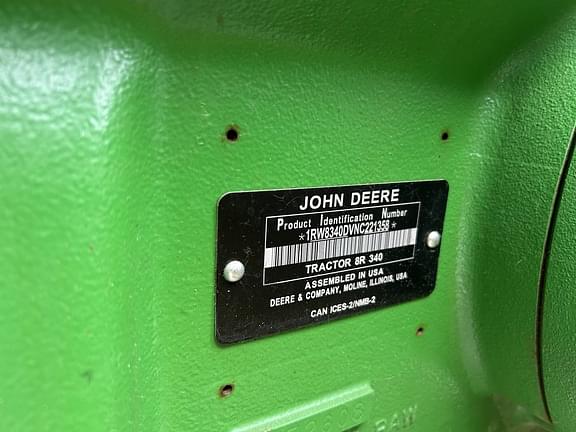 JOHN DEERE
Product Identification Number
*1RW8340DVNC221358*
TRACTOR 8R 340
ASSEMBLED IN USA
DEERE & COMPANY, MOLINE, ILLINOIS, USA
CAN ICES-2/NMB-2
RAW